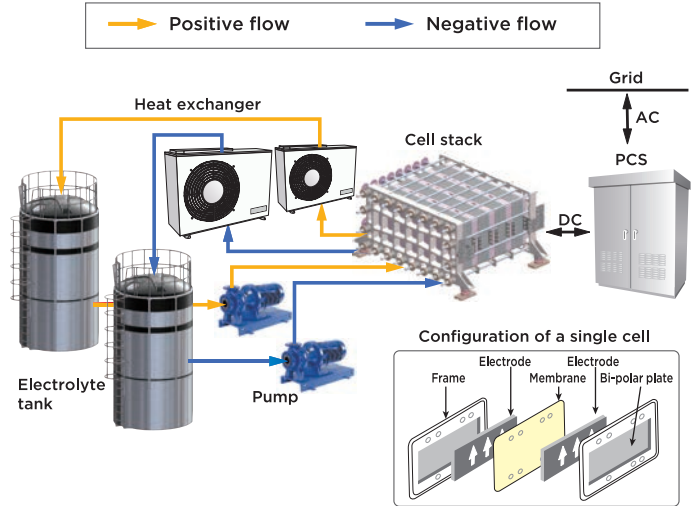 Positive flow
Negative flow
Grid
Heat exchanger
AC
Cell stack
PCS
DC
Configuration of a single cell
Electrode
Electrode
Frame
Membrane
Bi-polar plate
Electrolyte
tank
Pump